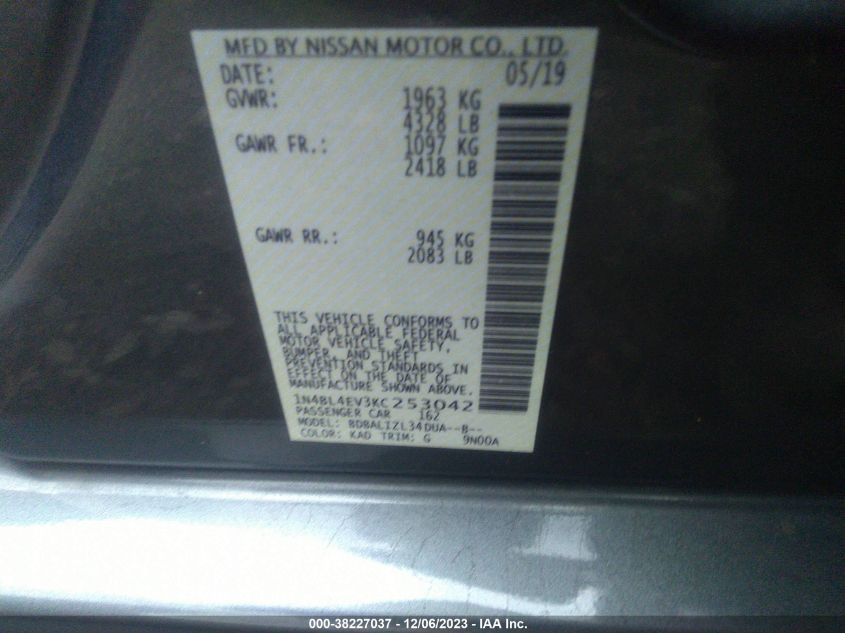 MFD BY NISSAN MOTOR CO., LTD.
DATE: 05/19
GVWR: 1963 KG
4328 LB
GAWR FR.: 1097 KG
2418 LB
GAWR RR.: 945 KG
2083 LB
THIS VEHICLE CONFORMS TO
ALL APPLICABLE FEDERAL
MOTOR VEHICLE SAFETY,
BUMPER, AND THEFT
PREVENTION STANDARDS IN
EFFECT ON THE DATE OF
MANUFACTURE SHOWN ABOVE.
1N4BL4EV3KC253042
PASSENGER CAR 162
MODEL: BDBALIZL34DUA--B--
COLOR: KAD TRIM: G 9N00A
000-38227037 - 12/06/2023 - IAA Inc.